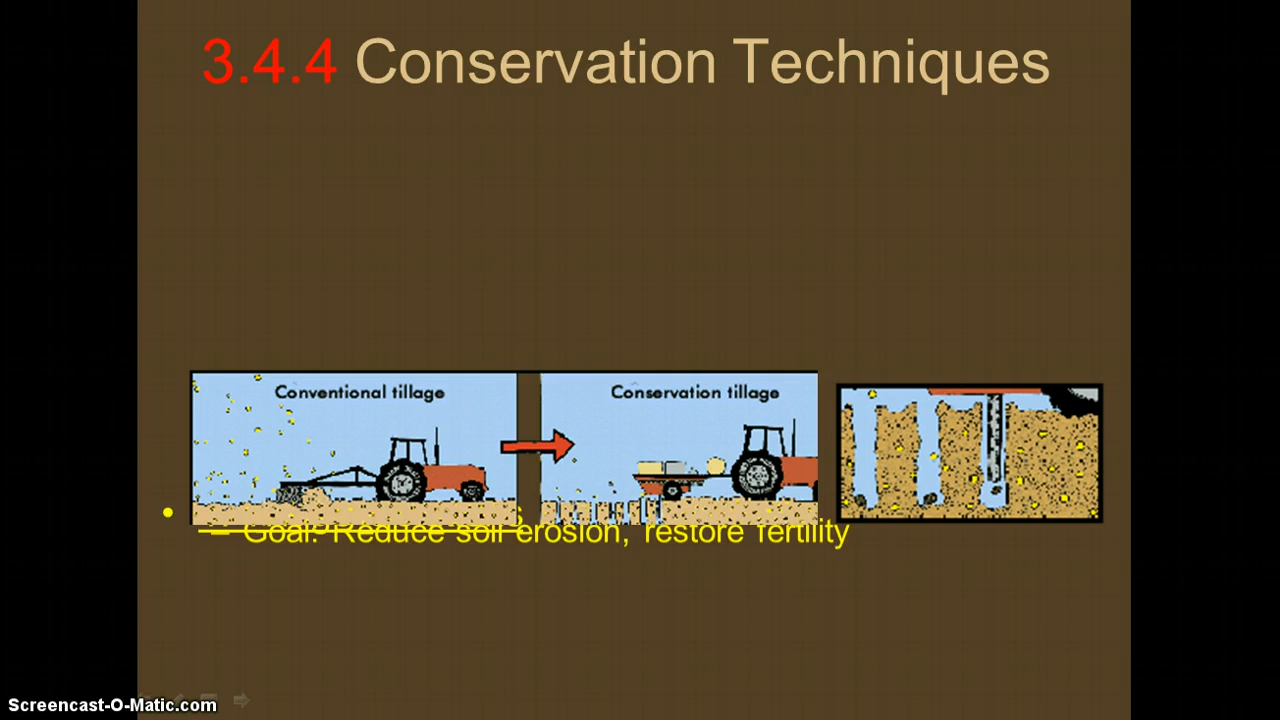 3.4.4 Conservation Techniques
Conventional tillage
Conservation tillage
– Goal: Reduce soil erosion, restore fertility
Screencast-O-Matic.com